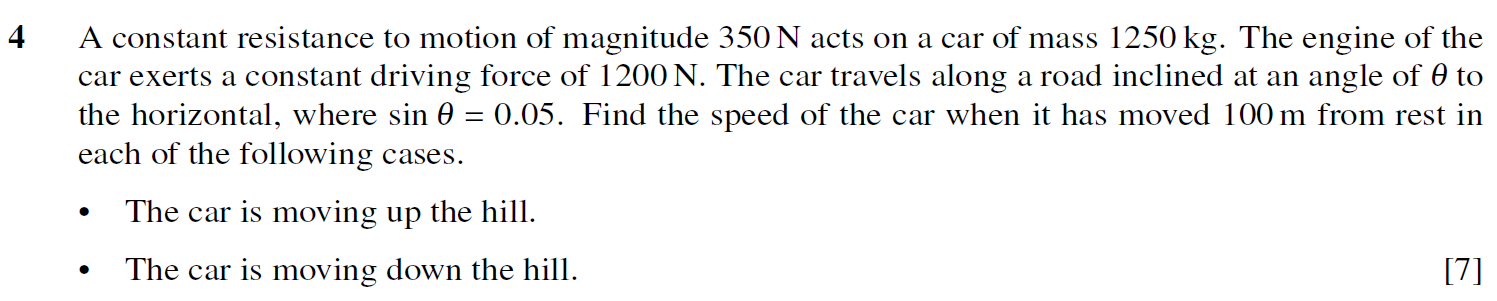 4 A constant resistance to motion of magnitude 350 N acts on a car of mass 1250 kg. The engine of the
car exerts a constant driving force of 1200 N. The car travels along a road inclined at an angle of θ to
the horizontal, where sin θ = 0.05. Find the speed of the car when it has moved 100 m from rest in
each of the following cases.
• The car is moving up the hill.
• The car is moving down the hill. [7]